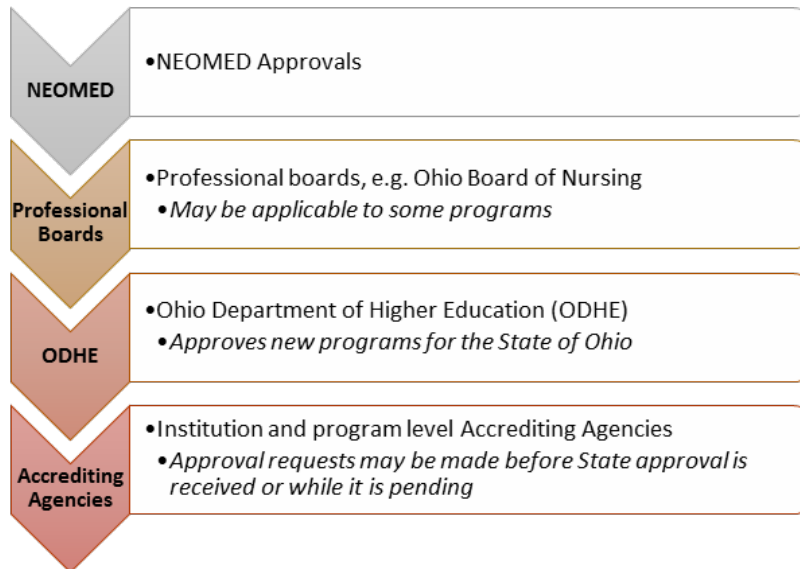 NEOMED
•NEOMED Approvals
Professional
Boards
•Professional boards, e.g. Ohio Board of Nursing
•May be applicable to some programs
ODHE
•Ohio Department of Higher Education (ODHE)
•Approves new programs for the State of Ohio
Accrediting
Agencies
•Institution and program level Accrediting Agencies
•Approval requests may be made before State approval is
received or while it is pending